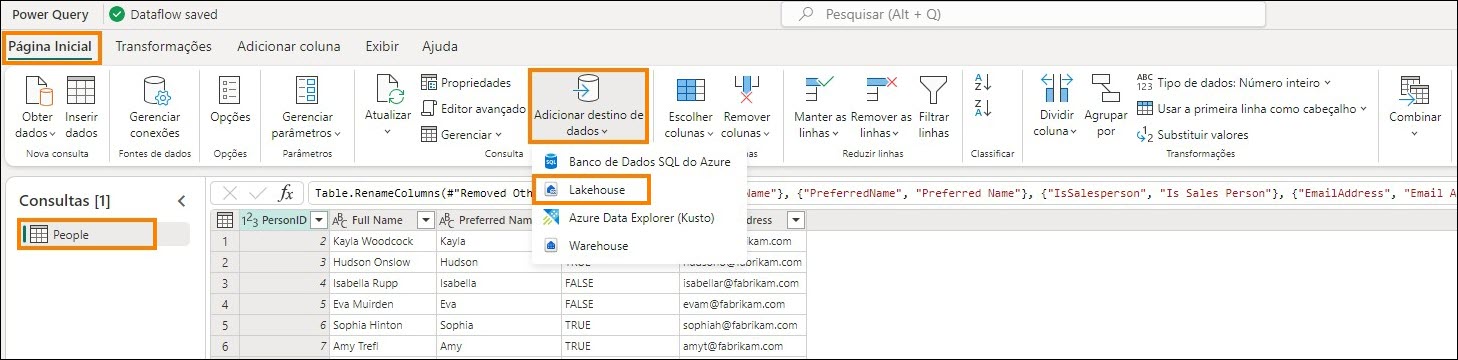 Power Query
Dataflow saved
Pesquisar (Alt + Q)
Página Inicial
Transformações
Adicionar coluna
Exibir
Ajuda
Obter dados
Inserir dados
Nova consulta
Gerenciar conexões
Fontes de dados
Opções
Opções
Gerenciar parâmetros
Parâmetros
Atualizar
Propriedades
Editor avançado
Gerenciar
Consulta
Adicionar destino de dados
Escolher colunas
Remover colunas
Manter as linhas
Remover as linhas
Filtrar linhas
Reduzir linhas
Classificar
Dividir coluna
Agrupar por
Tipo de dados: Número inteiro
Usar a primeira linha como cabeçalho
Substituir valores
Transformações
Combinar
Banco de Dados SQL do Azure
Lakehouse
Azure Data Explorer (Kusto)
Warehouse
Consultas [1]
People
fx
Table.RenameColumns(#"Removed Oth
Name"}, {"PreferredName", "Preferred Name"}, {"IsSalesperson", "Is Sales Person"}, {"EmailAddress", "Email A
PersonID Full Name Preferred Nam dress
1 2 Kayla Woodcock Kayla @fabrikam.com
2 3 Hudson Onslow Hudson TRUE @fabrikam.com
3 4 Isabella Rupp Isabella FALSE isabellar@fabrikam.com
4 5 Eva Muirden Eva FALSE evam@fabrikam.com
5 6 Sophia Hinton Sophia TRUE sophiah@fabrikam.com
6 7 Amy Trefl Amy TRUE amyt@fabrikam.com